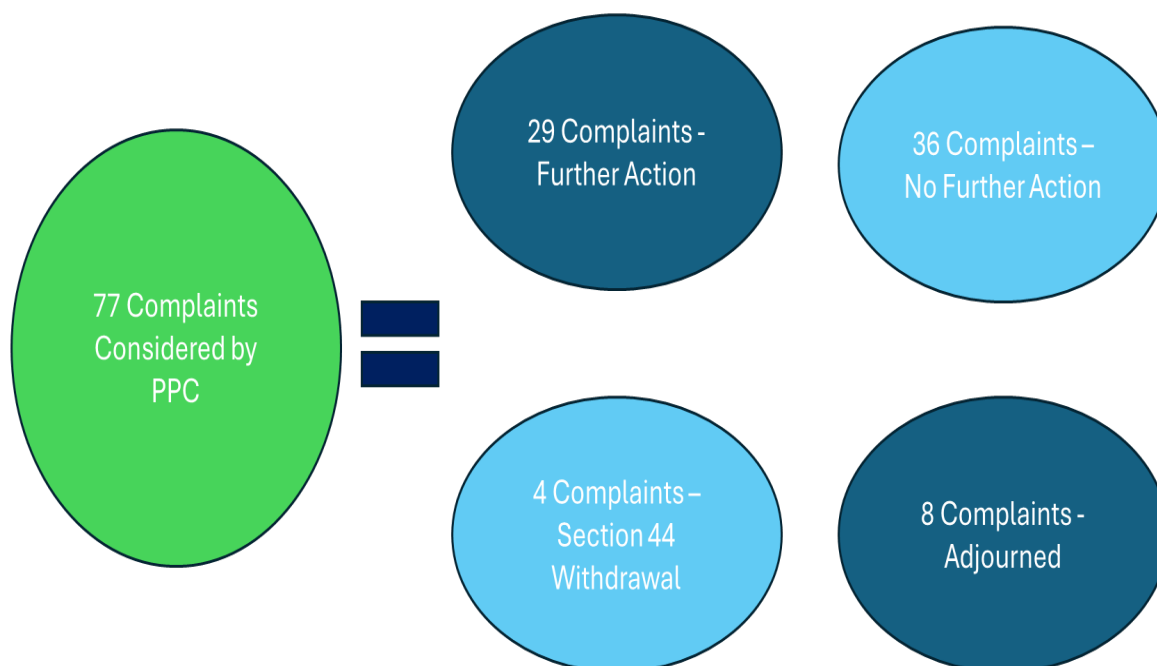 77 Complaints
Considered by
PPC
29 Complaints -
Further Action
36 Complaints –
No Further Action
4 Complaints –
Section 44
Withdrawal
8 Complaints -
Adjourned